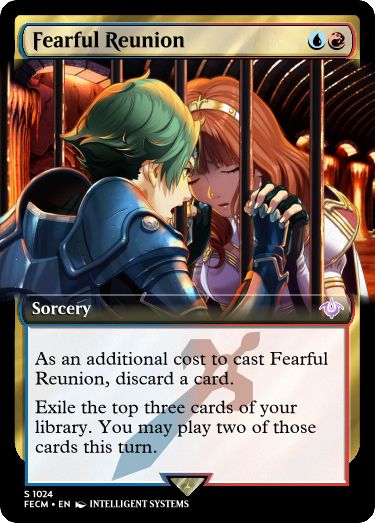 Fearful Reunion
Sorcery
As an additional cost to cast Fearful
Reunion, discard a card.
Exile the top three cards of your
library. You may play two of those
cards this turn.
S 1024
FECM • EN INTELLIGENT SYSTEMS